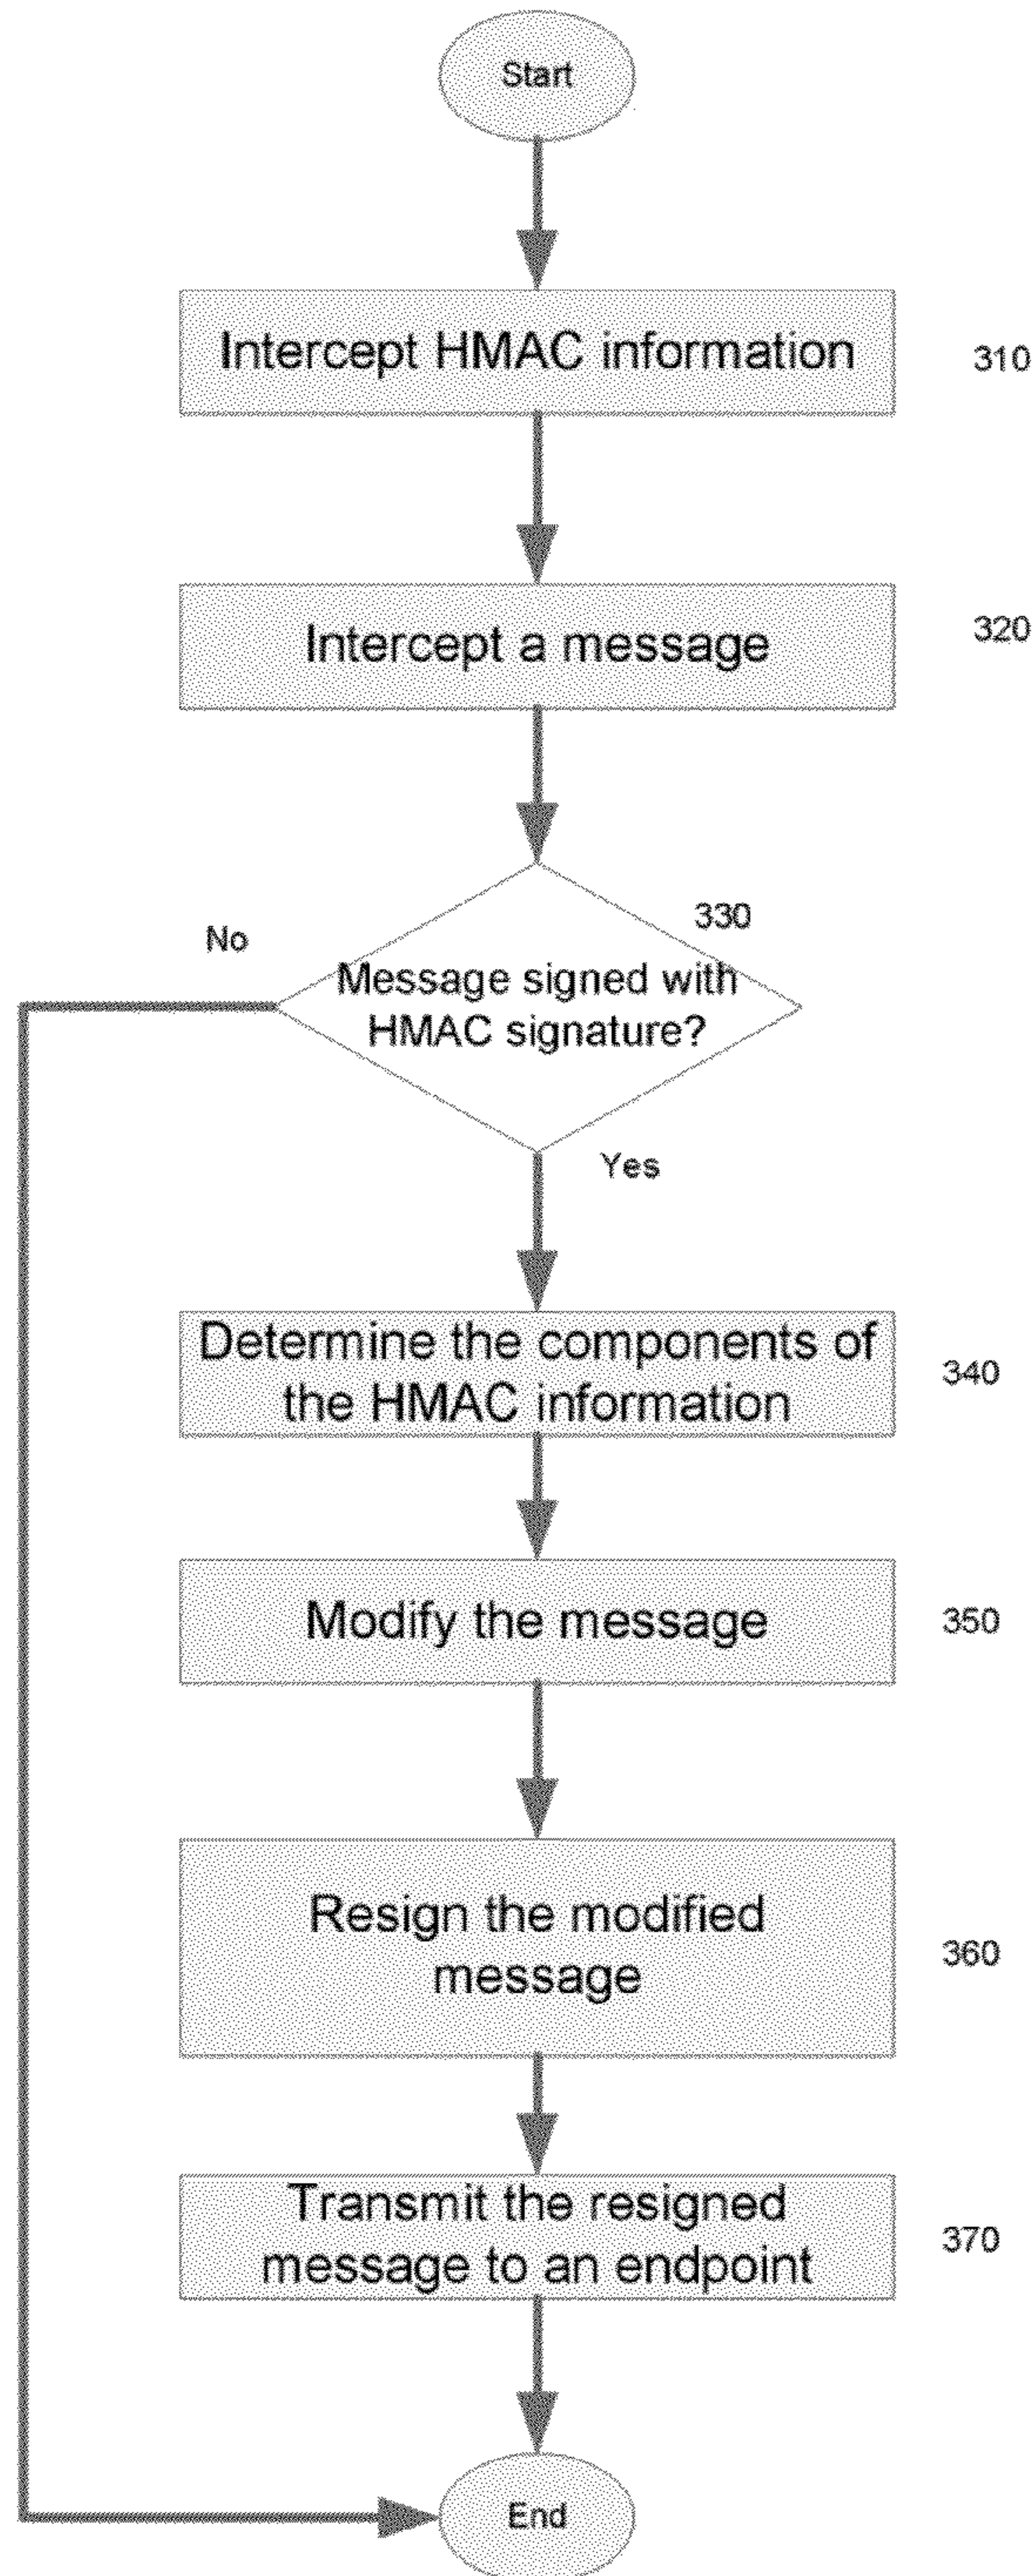 Start
Intercept HMAC information
310
Intercept a message
320
330
No
Message signed with
HMAC signature?
Yes
Determine the components of
the HMAC information
340
Modify the message
350
Resign the modified
message
360
Transmit the resigned
message to an endpoint
370
End